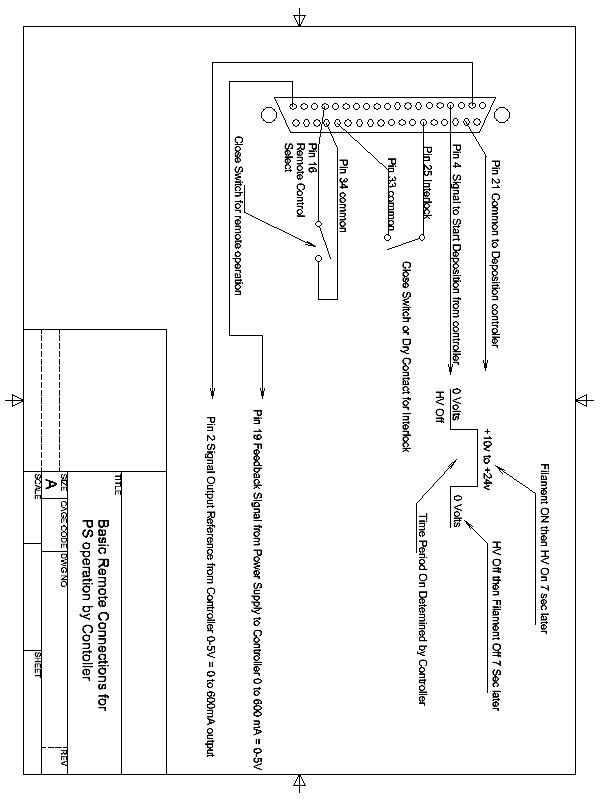 Filament ON then HV On 7 sec later
HV Off then Filament Off 7 Sec later
+10v to +24v
0 Volts
HV Off
0 Volts
Time Period On Detemined by Controller
Pin 21 Common to Deposition controller
Pin 4 Signal to Start Deposition from controller
Pin 25 Interlock
Close Switch or Dry Contact for Interlock
Pin 33 common
Pin 34 common
Pin 16
Remote Control
Select
Close Switch for remote operation
Pin 19 Feedback Signal from Power Supply to Controller 0 to 600 mA = 0-5V
Pin 2 Signal Output Reference from Controller 0-5V = 0 to 600mA output
TITLE
Basic Remote Connections for
PS operation by Contoller
SIZE
A
CAGE CODE
DWG NO
REV
SCALE
SHEET